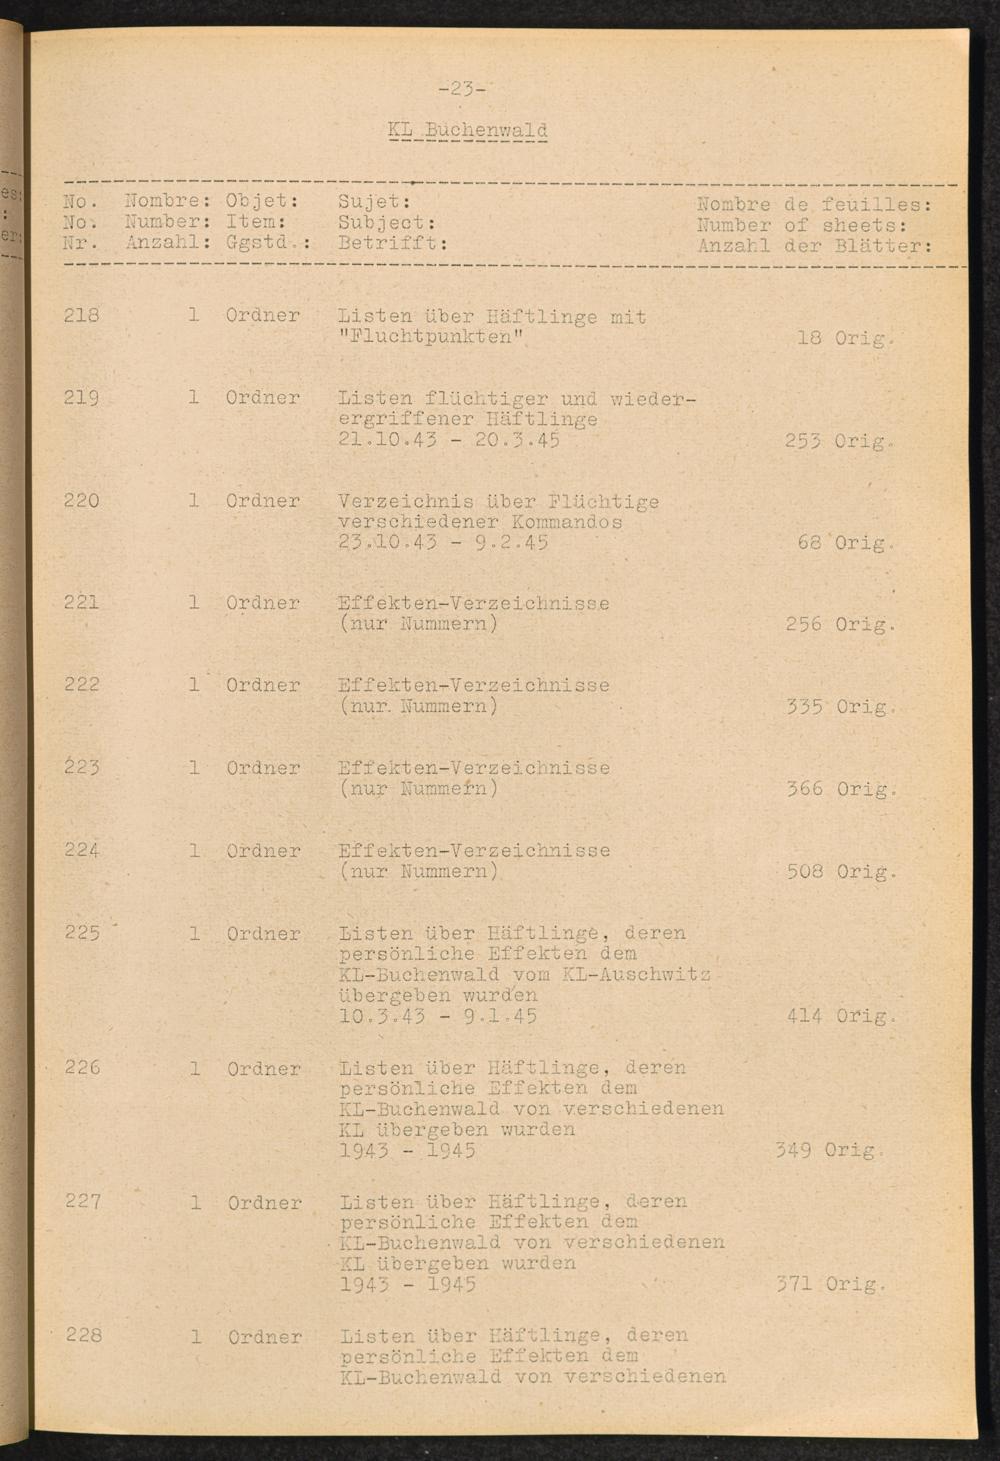 -23-
KL Buchenwald
No. Nombre: Objet: Sujet: Nombre de feuilles:
No. Number: Item: Subject: Number of sheets:
Nr. Anzahl: Ggstd.: Betrifft: Anzahl der Blätter:
218 1 Ordner Listen über Häftlinge mit
"Fluchtpunkten" 18 Orig.
219 1 Ordner Listen flüchtiger und wieder-
ergriffener Häftlinge
21.10.43 - 20.3.45 253 Orig.
220 1 Ordner Verzeichnis über Flüchtige
verschiedener Kommandos
23.10.43 - 9.2.45 68 Orig.
221 1 Ordner Effekten-Verzeichnisse
(nur Nummern) 256 Orig.
222 1 Ordner Effekten-Verzeichnisse
(nur Nummern) 335 Orig.
223 1 Ordner Effekten-Verzeichnisse
(nur Nummern) 366 Orig.
224 1 Ordner Effekten-Verzeichnisse
(nur Nummern) 508 Orig.
225 1 Ordner Listen über Häftlinge, deren
persönliche Effekten dem
KL-Buchenwald vom KL-Auschwitz
übergeben wurden
10.3.43 - 9.1.45 414 Orig.
226 1 Ordner Listen über Häftlinge, deren
persönliche Effekten dem
KL-Buchenwald von verschiedenen
KL übergeben wurden
1943 - 1945 349 Orig.
227 1 Ordner Listen über Häftlinge, deren
persönliche Effekten dem
KL-Buchenwald von verschiedenen
KL übergeben wurden
1943 - 1945 371 Orig.
228 1 Ordner Listen über Häftlinge, deren
persönliche Effekten dem
KL-Buchenwald von verschiedenen